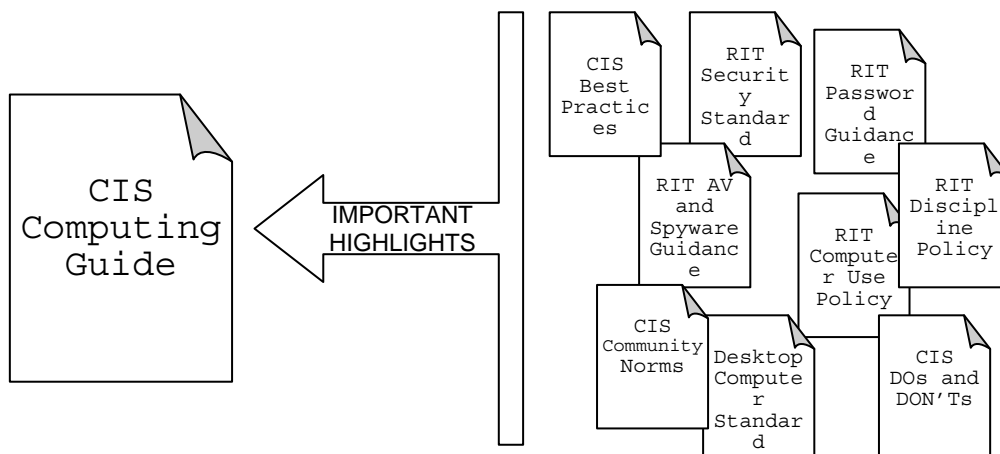 CIS
Computing
Guide
IMPORTANT
HIGHLIGHTS
CIS
Best
Practic
es
RIT
Securit
y
Standar
d
RIT
Passwor
d
Guidanc
e
RIT AV
and
Spyware
Guidanc
e
RIT
Discipl
ine
Policy
RIT
Compute
r Use
Policy
CIS
Community
Norms
Desktop
Compute
r
Standar
d
CIS
DOs and
DON'Ts